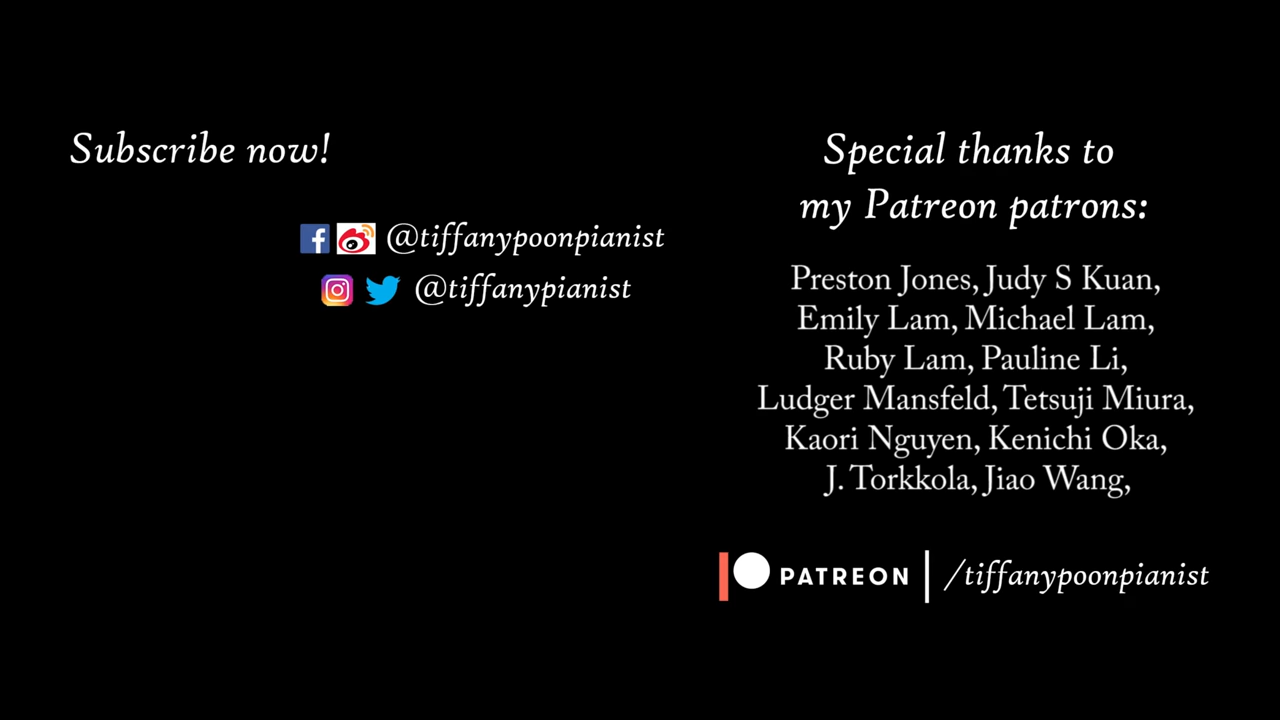 Subscribe now!
@tiffanypoonpianist
@tiffanypianist
Special thanks to
my Patreon patrons:
Preston Jones, Judy S Kuan,
Emily Lam, Michael Lam,
Ruby Lam, Pauline Li,
Ludger Mansfeld, Tetsuji Miura,
Kaori Nguyen, Kenichi Oka,
J. Torkkola, Jiao Wang,
PATREON | /tiffanypoonpianist